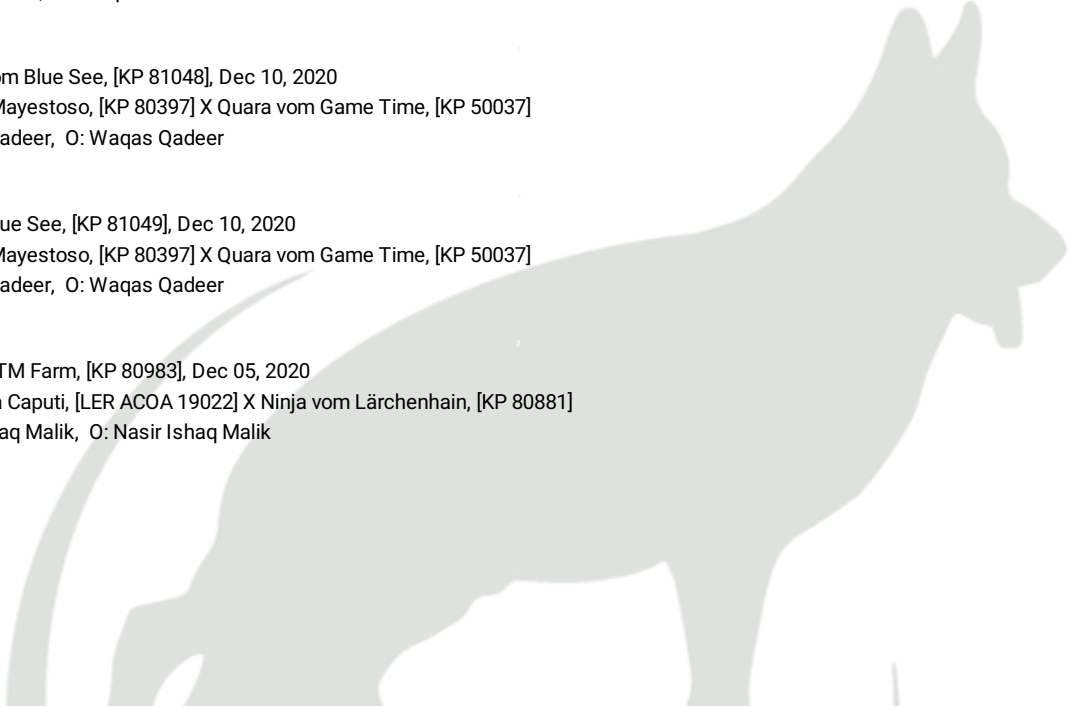 om Blue See, [KP 81048], Dec 10, 2020
Mayestoso, [KP 80397] X Quara vom Game Time, [KP 50037]
adeer, O: Waqas Qadeer
ue See, [KP 81049], Dec 10, 2020
Mayestoso, [KP 80397] X Quara vom Game Time, [KP 50037]
adeer, O: Waqas Qadeer
TM Farm, [KP 80983], Dec 05, 2020
a Caputi, [LER ACOA 19022] X Ninja vom Lärchenhain, [KP 80881]
aq Malik, O: Nasir Ishaq Malik